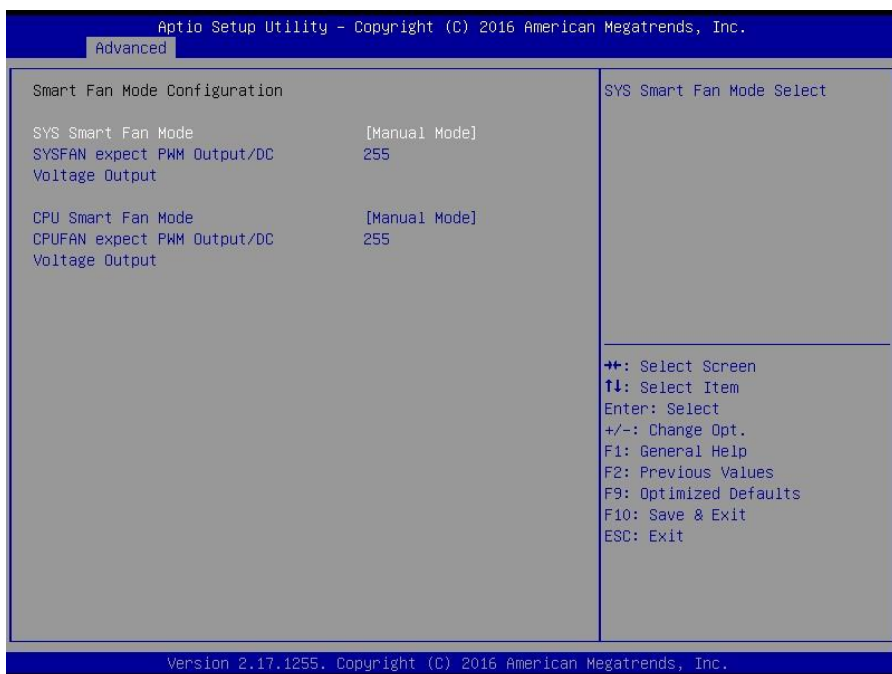 Aptio Setup Utility – Copyright (C) 2016 American Megatrends, Inc.
Advanced
Smart Fan Mode Configuration
SYS Smart Fan Mode [Manual Mode]
SYSFAN expect PWM Output/DC 255
Voltage Output
CPU Smart Fan Mode [Manual Mode]
CPUFAN expect PWM Output/DC 255
Voltage Output
SYS Smart Fan Mode Select
→←: Select Screen
↑↓: Select Item
Enter: Select
+/-: Change Opt.
F1: General Help
F2: Previous Values
F9: Optimized Defaults
F10: Save & Exit
ESC: Exit
Version 2.17.1255. Copyright (C) 2016 American Megatrends, Inc.